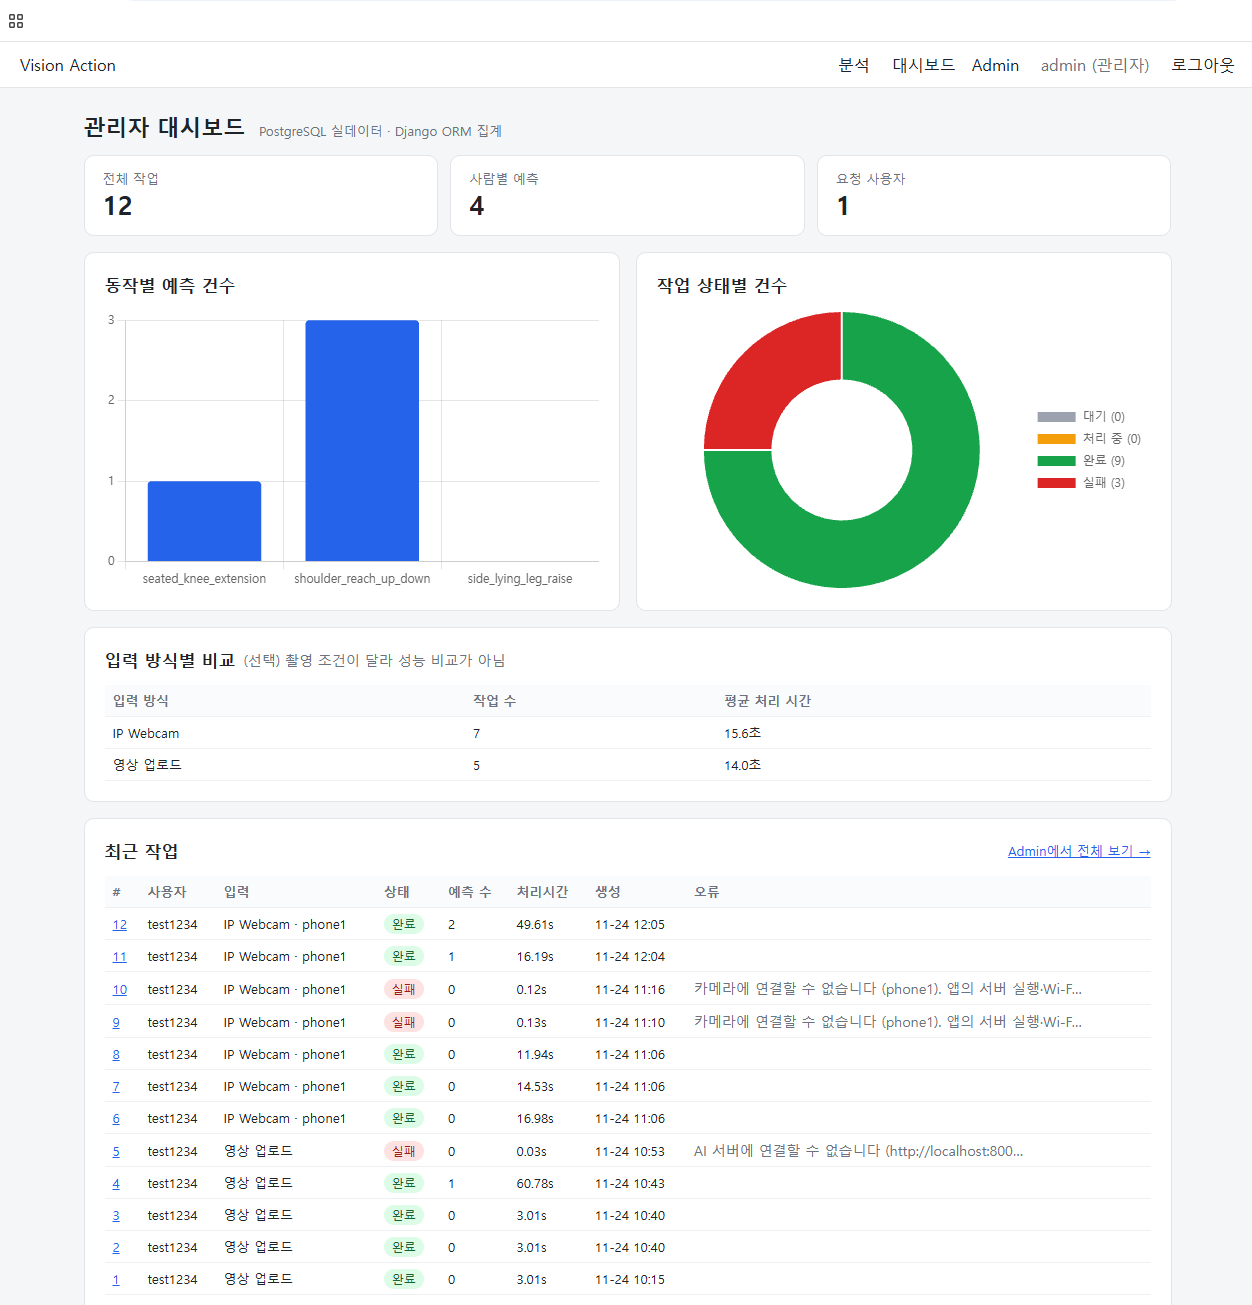 Vision Action 분석 대시보드 Admin admin (관리자) 로그아웃
관리자 대시보드 PostgreSQL 실데이터 · Django ORM 집계
전체 작업
12
사람별 예측
4
요청 사용자
1
동작별 예측 건수
3
2
1
0
seated_knee_extension shoulder_reach_up_down side_lying_leg_raise
작업 상태별 건수
대기 (0)
처리 중 (0)
완료 (9)
실패 (3)
입력 방식별 비교 (선택) 촬영 조건이 달라 성능 비교가 아님
입력 방식 작업 수 평균 처리 시간
IP Webcam 7 15.6초
영상 업로드 5 14.0초
최근 작업 Admin에서 전체 보기 →
# 사용자 입력 상태 예측 수 처리시간 생성 오류
12 test1234 IP Webcam · phone1 완료 2 49.61s 11-24 12:05
11 test1234 IP Webcam · phone1 완료 1 16.19s 11-24 12:04
10 test1234 IP Webcam · phone1 실패 0 0.12s 11-24 11:16 카메라에 연결할 수 없습니다 (phone1). 앱의 서버 실행·Wi-F...
9 test1234 IP Webcam · phone1 실패 0 0.13s 11-24 11:10 카메라에 연결할 수 없습니다 (phone1). 앱의 서버 실행·Wi-F...
8 test1234 IP Webcam · phone1 완료 0 11.94s 11-24 11:06
7 test1234 IP Webcam · phone1 완료 0 14.53s 11-24 11:06
6 test1234 IP Webcam · phone1 완료 0 16.98s 11-24 11:06
5 test1234 영상 업로드 실패 0 0.03s 11-24 10:53 AI 서버에 연결할 수 없습니다 (http://localhost:800...
4 test1234 영상 업로드 완료 1 60.78s 11-24 10:43
3 test1234 영상 업로드 완료 0 3.01s 11-24 10:40
2 test1234 영상 업로드 완료 0 3.01s 11-24 10:40
1 test1234 영상 업로드 완료 0 3.01s 11-24 10:15